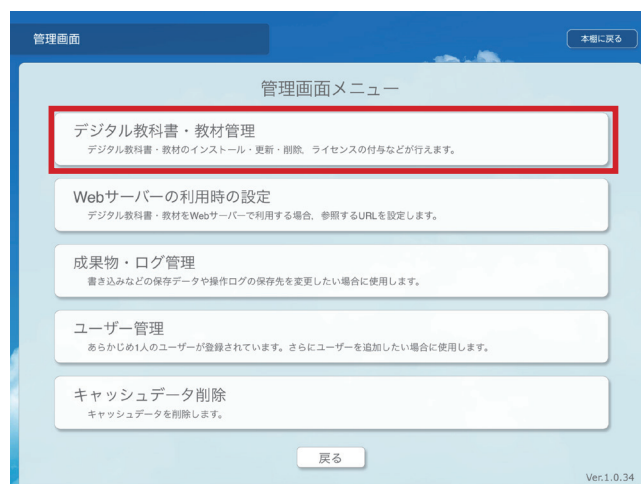 管理画面
本棚に戻る
管理画面メニュー
デジタル教科書・教材管理
デジタル教科書・教材のインストール・更新・削除、ライセンスの付与などが行えます。
Webサーバーの利用時の設定
デジタル教科書・教材をWebサーバーで利用する場合、参照するURLを設定します。
成果物・ログ管理
書き込みなどの保存データや操作ログの保存先を変更したい場合に使用します。
ユーザー管理
あらかじめ1人のユーザーが登録されています。さらにユーザーを追加したい場合に使用します。
キャッシュデータ削除
キャッシュデータを削除します。
戻る
Ver.1.0.34